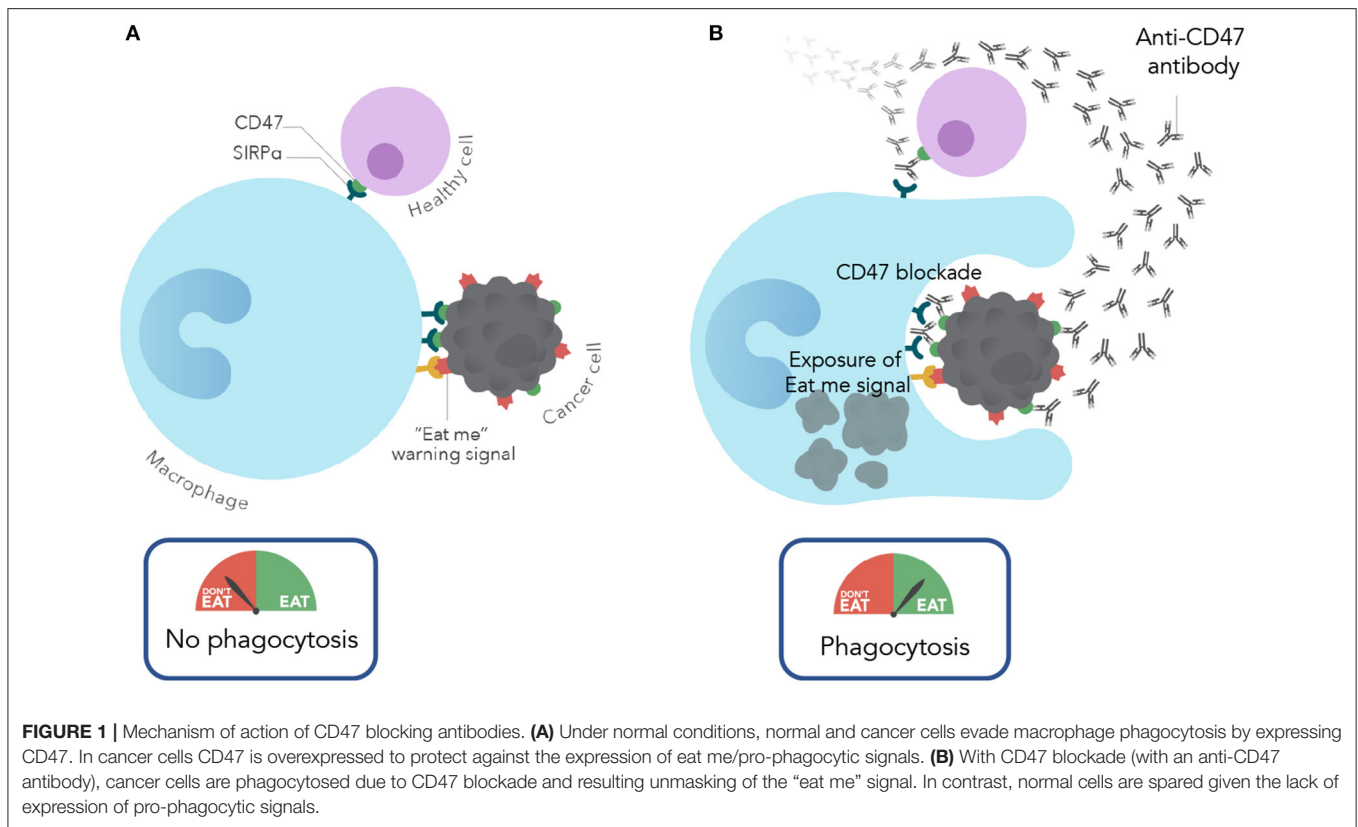 A
CD47
SIRPα
Healthy cell
Cancer cell
"Eat me"
warning signal
Macrophage
DON'T
EAT
EAT
No phagocytosis
B
Anti-CD47
antibody
CD47 blockade
Exposure of
Eat me signal
DON'T
EAT
EAT
Phagocytosis
FIGURE 1 | Mechanism of action of CD47 blocking antibodies. (A) Under normal conditions, normal and cancer cells evade macrophage phagocytosis by expressing
CD47. In cancer cells CD47 is overexpressed to protect against the expression of eat me/pro-phagocytic signals. (B) With CD47 blockade (with an anti-CD47
antibody), cancer cells are phagocytosed due to CD47 blockade and resulting unmasking of the “eat me” signal. In contrast, normal cells are spared given the lack of
expression of pro-phagocytic signals.